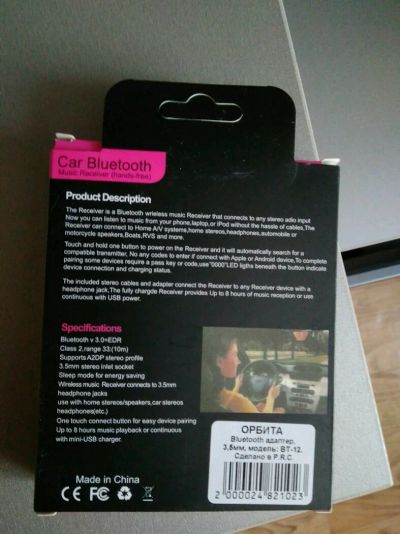 Car Bluetooth
Music Receiver (hands-free)
Product Description
The Receiver is a Bluetooth wireless music Receiver that connects to any stereo adio input
Now you can listen to music from your phone,laptop,or iPod without the hassle of cables,The
Receiver can connect to Home A/V systems,home stereos,headphones,automobile or
motorcycle speakers,Boats,RVS and more.
Touch and hold one button to power on the Receiver and it will automatically search for a
compatible transmitter. No any codes to enter if connect with Apple or Android device,To complete
pairing some devices require a pass key or code,use"0000"LED ligths beneath the button indicate
device connection and charging status.
The included stereo cables and adapter connect the Receiver to any Receiver device with a
headphone jack,The fully chargde Receiver provides Up to 8 hours of music reception or use
continuous with USB power.
Specifications
Bluetooth v 3.0+EDR
Class 2,range 33;(10m)
Supports A2DP stereo profile
3.5mm stereo inlet socket
Sleep mode for energy saving
Wireless music Receiver connects to 3.5mm
headphone jacks
use with home stereos/speakers,car stereos
headphones(etc.)
One touch connect button for easy device pairing
Up to 8 hours music playback or continuous
with mini-USB charger.
Made in China
CE FC
ОРБИТА
Bluetooth адаптер,
3,5мм, модель: BT-12.
Сделано в P.R.C.
2 000024 821023